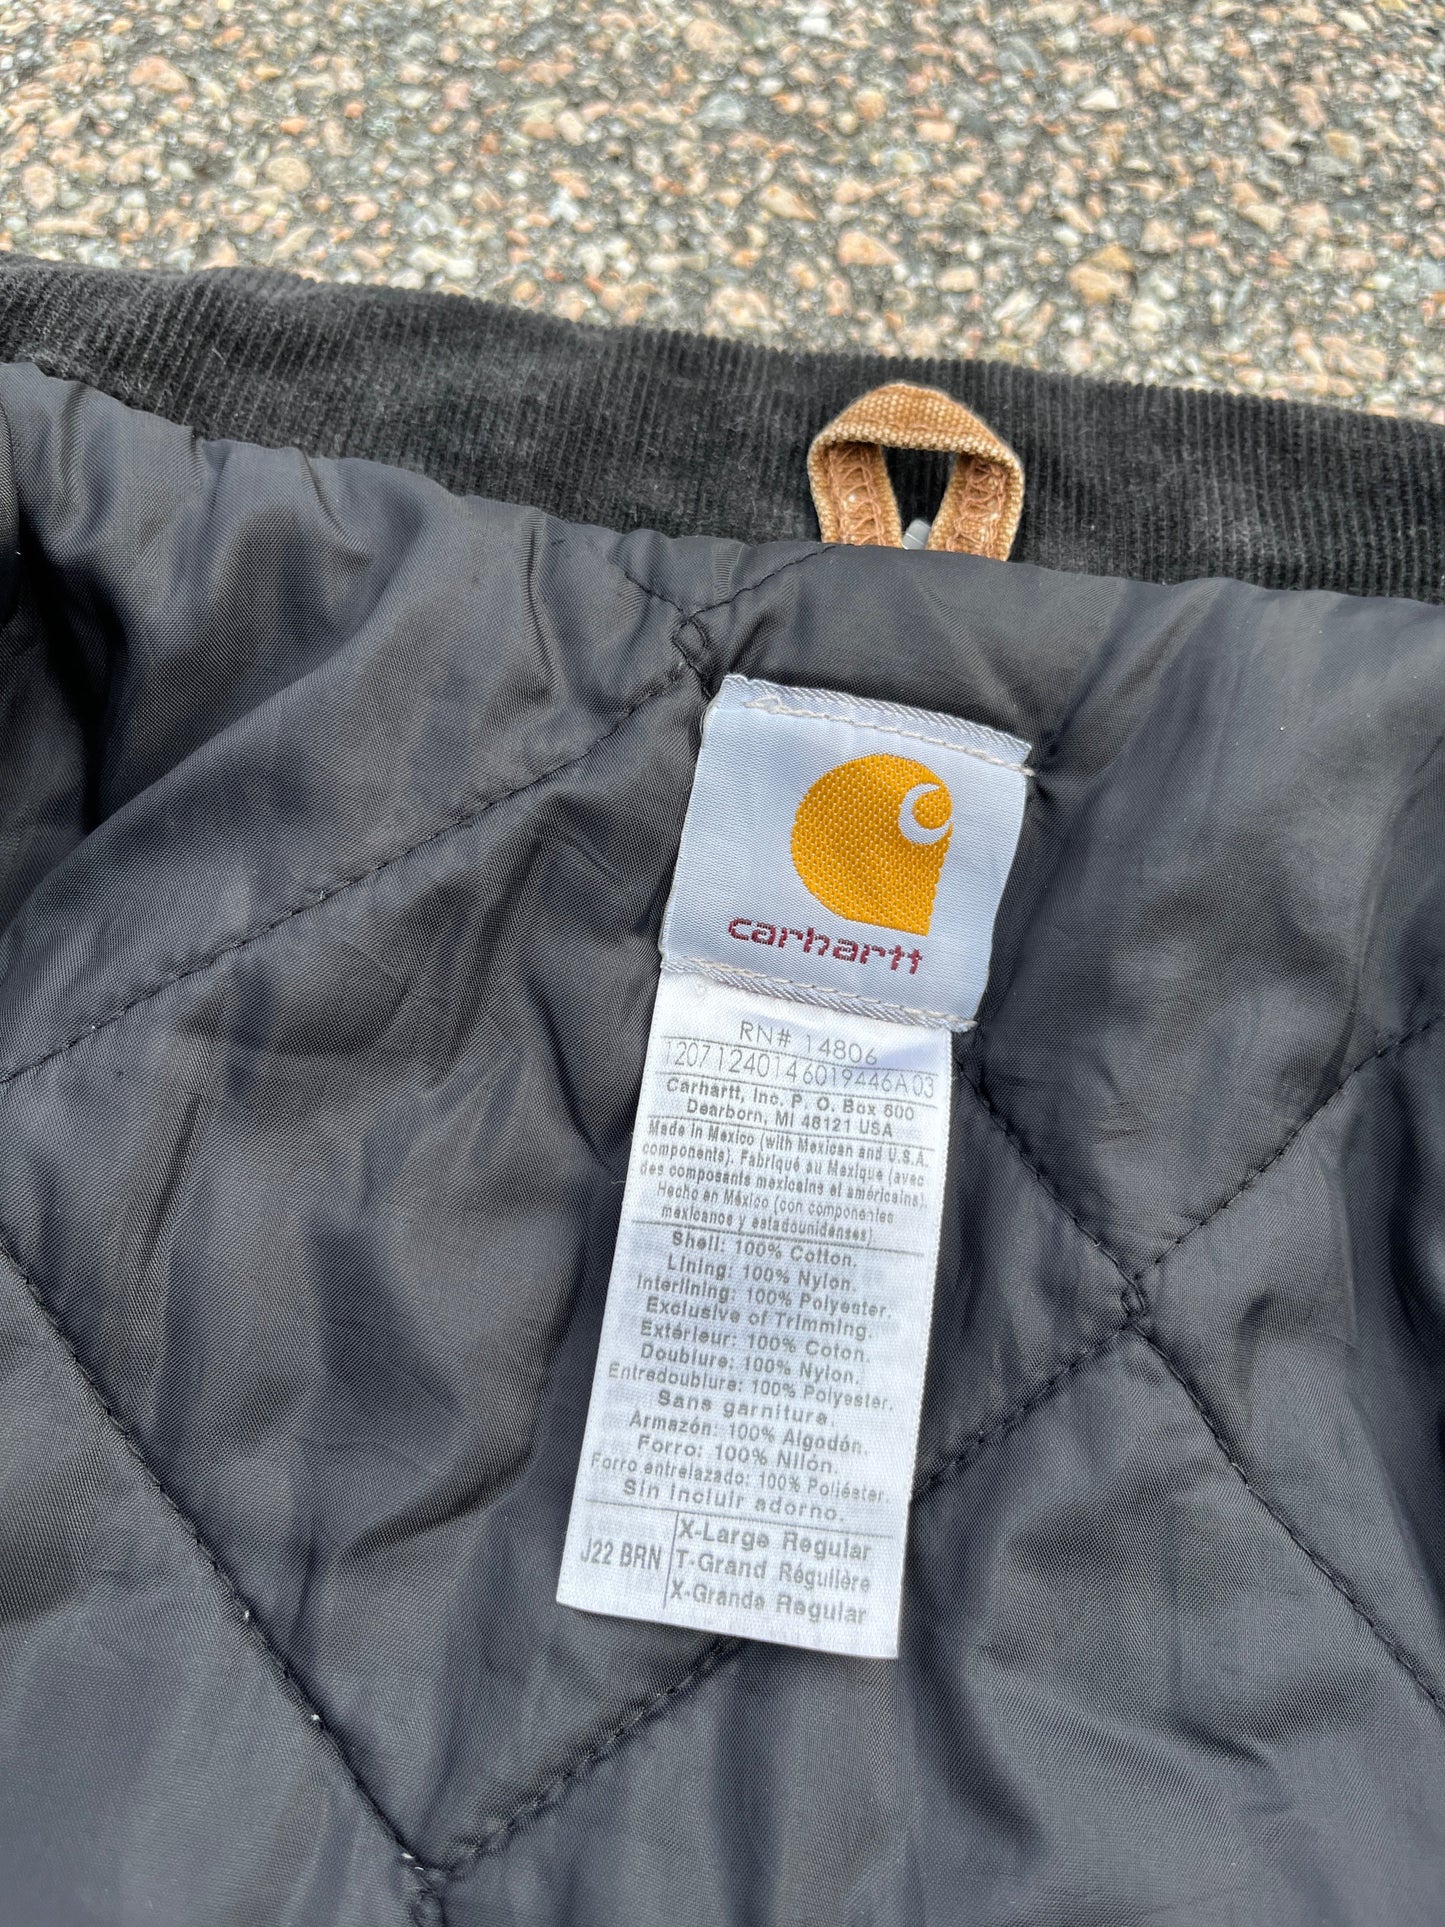 carhartt
RN# 14806
12071240146019446A03
Carhartt, Inc. P. O. Box 600
Dearborn, MI 48121 USA
Made in Mexico (with Mexican and U.S.A.
components). Fabriqué au Mexique (avec
des composants mexicains et américains).
Hecho en México (con componentes
mexicanos y estadounidenses)
Shell: 100% Cotton.
Lining: 100% Nylon.
Interlining: 100% Polyester.
Exclusive of Trimming.
Extérieur: 100% Coton.
Doublure: 100% Nylon.
Entredoublure: 100% Polyester.
Sans garniture.
Armazón: 100% Algodón.
Forro: 100% Nilón.
Forro entrelazado: 100% Poliéster.
Sin incluir adorno.
J22 BRN
X-Large Regular
T-Grand Régulière
X-Grande Regular